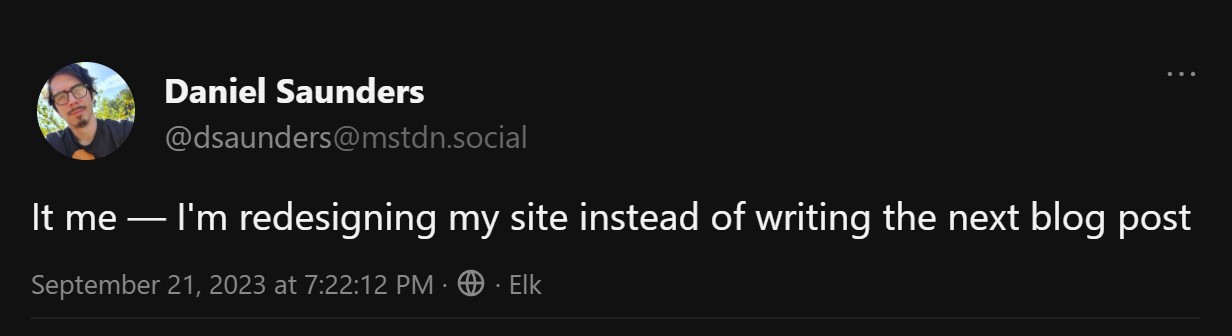 Daniel Saunders
@dsaunders@mstdn.social
It me — I'm redesigning my site instead of writing the next blog post
September 21, 2023 at 7:22:12 PM · · Elk